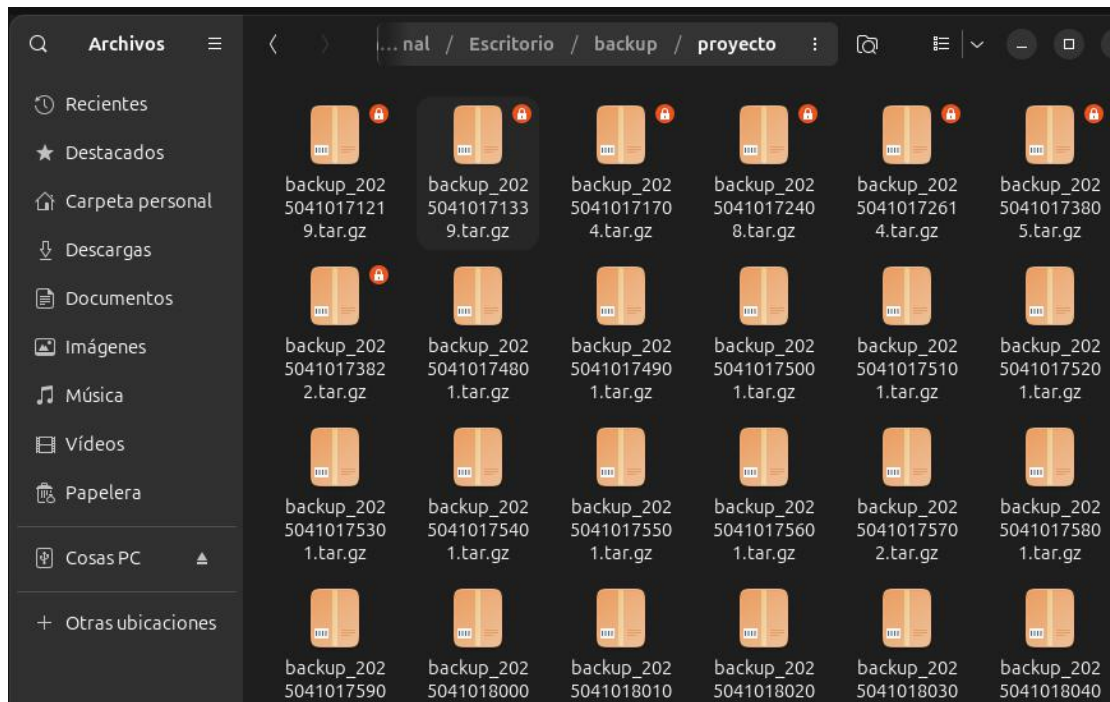 Archivos
... nal / Escritorio / backup / proyecto
Recientes
Destacados
Carpeta personal
Descargas
Documentos
Imágenes
Música
Vídeos
Papelera
Cosas PC
Otras ubicaciones
backup_202
5041017121
9.tar.gz
backup_202
5041017133
9.tar.gz
backup_202
5041017170
4.tar.gz
backup_202
5041017240
8.tar.gz
backup_202
5041017261
4.tar.gz
backup_202
5041017380
5.tar.gz
backup_202
5041017382
2.tar.gz
backup_202
5041017480
1.tar.gz
backup_202
5041017490
1.tar.gz
backup_202
5041017500
1.tar.gz
backup_202
5041017510
1.tar.gz
backup_202
5041017520
1.tar.gz
backup_202
5041017530
1.tar.gz
backup_202
5041017540
1.tar.gz
backup_202
5041017550
1.tar.gz
backup_202
5041017560
1.tar.gz
backup_202
5041017570
2.tar.gz
backup_202
5041017580
1.tar.gz
backup_202
5041017590
backup_202
5041018000
backup_202
5041018010
backup_202
5041018020
backup_202
5041018030
backup_202
5041018040